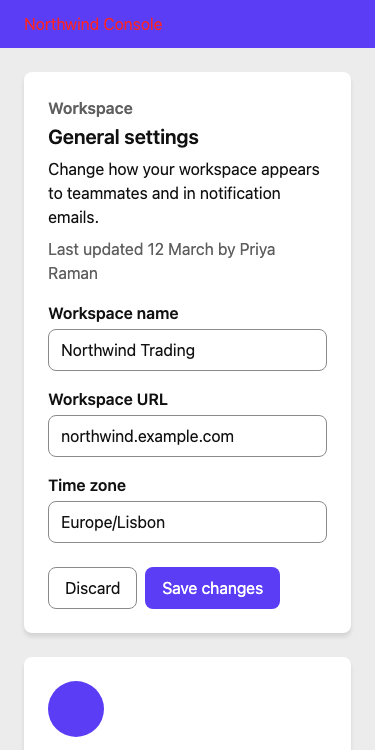 Northwind Console
Workspace
General settings
Change how your workspace appears
to teammates and in notification
emails.
Last updated 12 March by Priya
Raman
Workspace name
Northwind Trading
Workspace URL
northwind.example.com
Time zone
Europe/Lisbon
Discard
Save changes